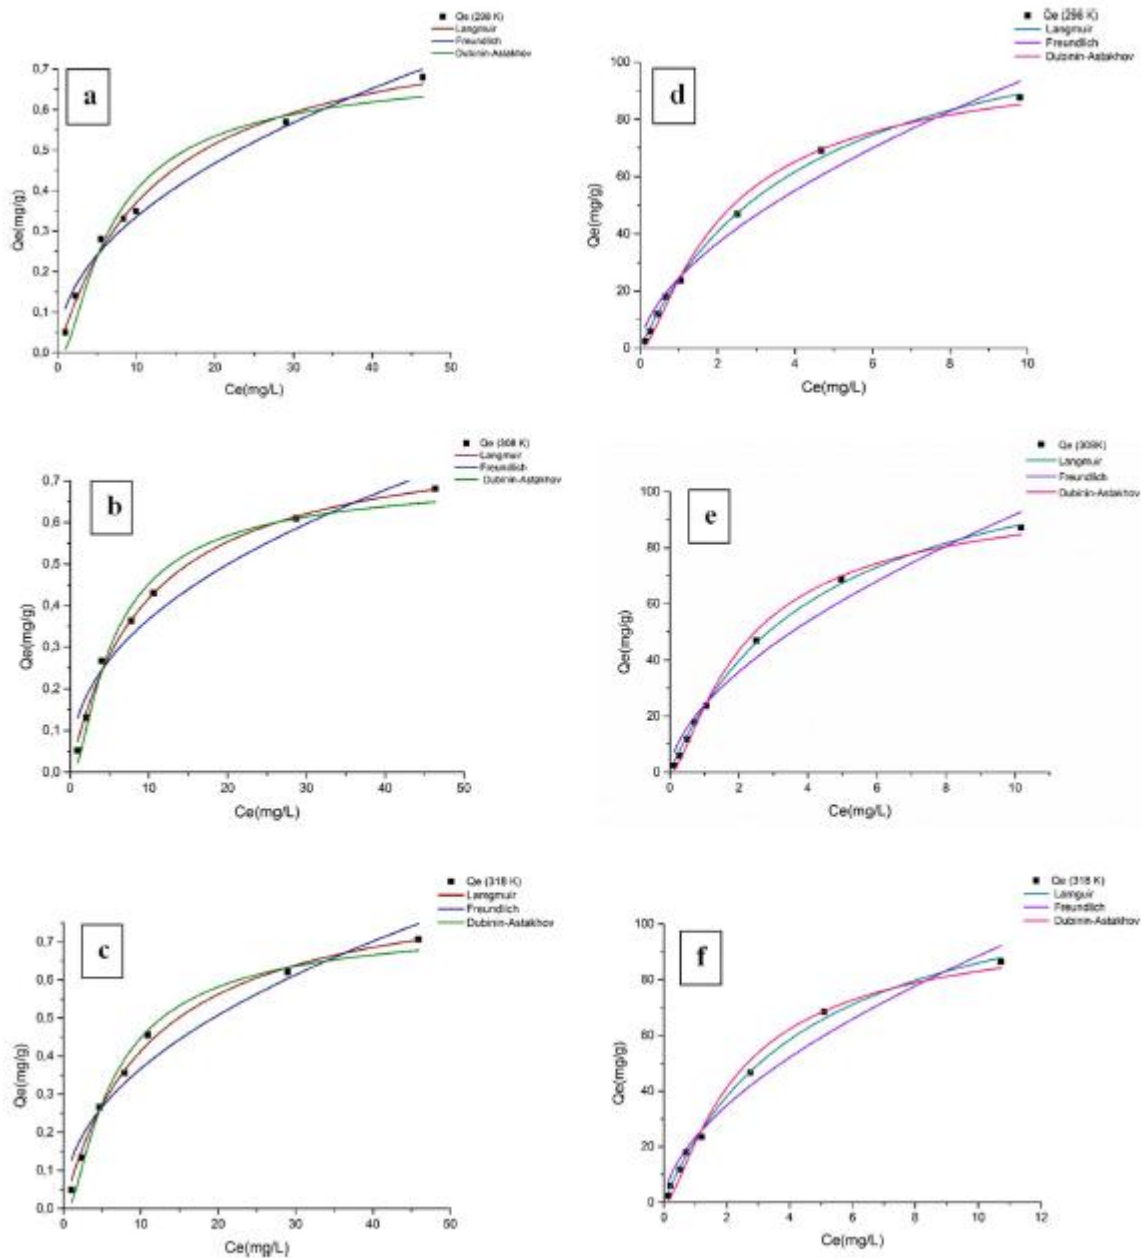 Qe (298 K)
Langmuir
Freundlich
Dubinin-Astakhov
a
0,7
0,6
0,5
0,4
0,3
0,2
0,1
0,0
Qe(mg/g)
0 10 20 30 40 50
Ce(mg/L)
Qe (298 K)
Langmuir
Freundlich
Dubinin-Astakhov
d
100
80
60
40
20
0
Qe(mg/g)
0 2 4 6 8 10
Ce(mg/L)
Qe (308 K)
Langmuir
Freundlich
Dubinin-Astakhov
b
0,7
0,6
0,5
0,4
0,3
0,2
0,1
0,0
Qe(mg/g)
0 10 20 30 40 50
Ce(mg/L)
Qe (308K)
Langmuir
Freundlich
Dubinin-Astakhov
e
100
80
60
40
20
0
Qe(mg/g)
0 2 4 6 8 10
Ce(mg/L)
Qe (318 K)
Laregmuir
Freundlich
Dubinin-Astakhov
c
0,7
0,6
0,5
0,4
0,3
0,2
0,1
0,0
Qe(mg/g)
0 10 20 30 40 50
Ce(mg/L)
Qe (318 K)
Lamguir
Freundlich
Dubinin-Astakhov
f
100
80
60
40
20
0
Qe(mg/g)
0 2 4 6 8 10 12
Ce(mg/L)